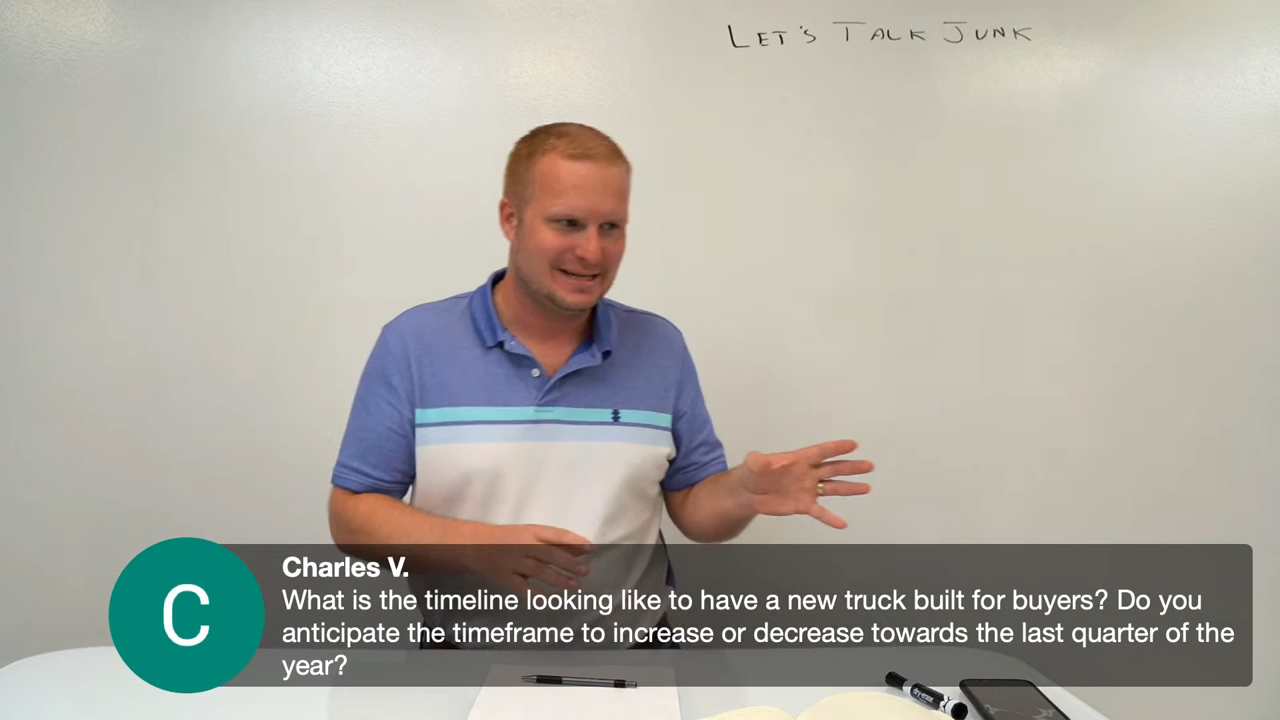 LET'S TALK JUNK
Charles V.
C
What is the timeline looking like to have a new truck built for buyers? Do you
anticipate the timeframe to increase or decrease towards the last quarter of the
year?